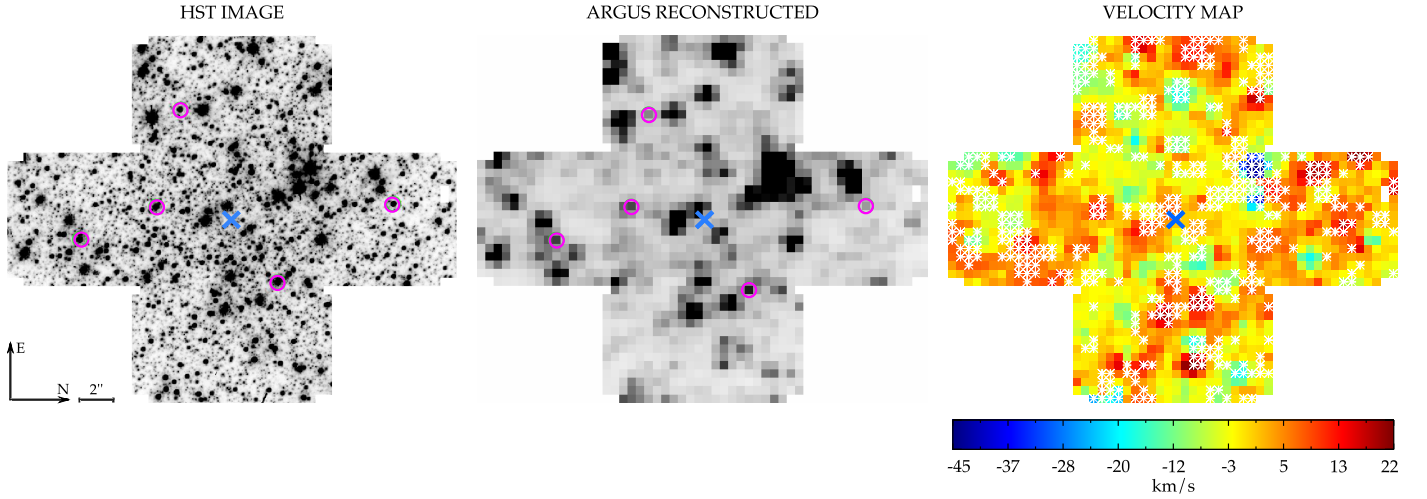 HST IMAGE
ARGUS RECONSTRUCTED
VELOCITY MAP
E
N
2"
-45 -37 -28 -20 -12 -3 5 13 22
km/s